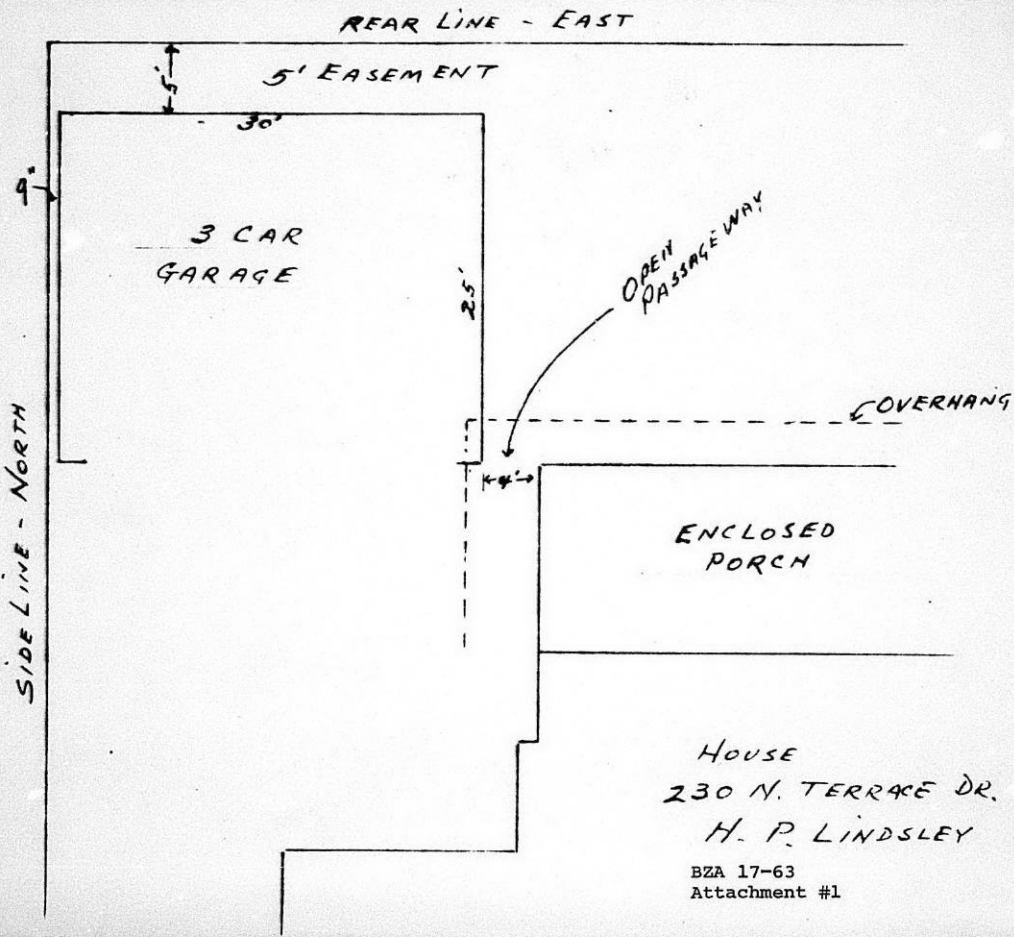 REAR LINE - EAST
5'
5' EASEMENT
30'
9"
3 CAR
GARAGE
25'
OPEN
PASSAGEWAY
OVERHANG
SIDE LINE - NORTH
4'
ENCLOSED
PORCH
HOUSE
230 N. TERRACE DR.
H. P. LINDSLEY
BZA 17-63
Attachment #1